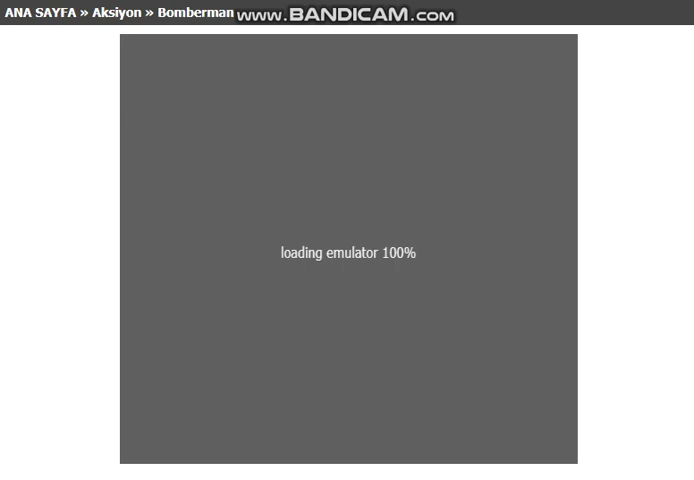 ANA SAYFA » Aksiyon » Bomberman www.BANDICAM.com
loading emulator 100%